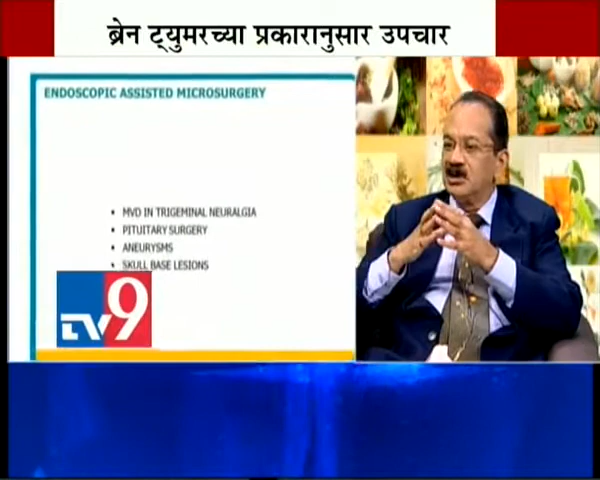 ब्रेन ट्युमरच्या प्रकारानुसार उपचार
ENDOSCOPIC ASSISTED MICROSURGERY
• MVD IN TRIGEMINAL NEURALGIA
• PITUITARY SURGERY
• ANEURYSMS
• SKULL BASE LESIONS
TV9